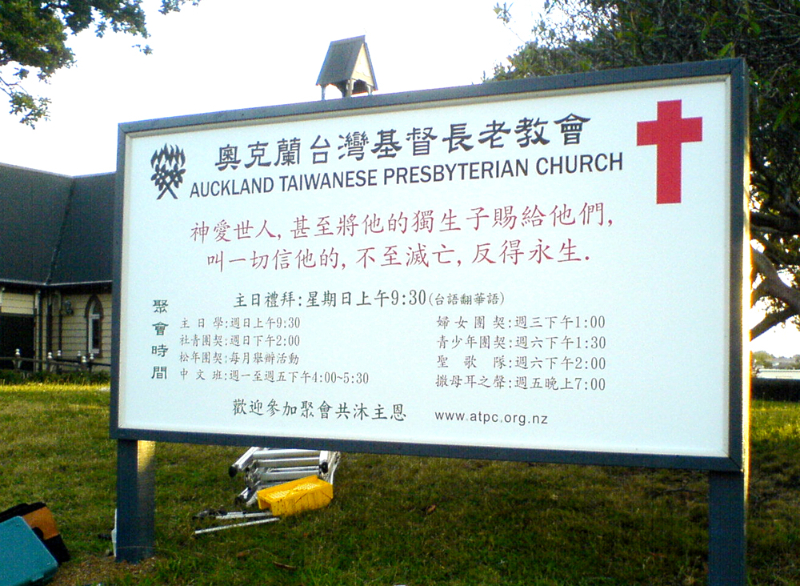 奧克蘭台灣基督長老教會
AUCKLAND TAIWANESE PRESBYTERIAN CHURCH
神愛世人, 甚至將他的獨生子賜給他們,
叫一切信他的, 不至滅亡, 反得永生.
主日禮拜:星期日上午9:30(台語翻華語)
聚會時間
主日學:週日上午9:30
社青團契:週日下午2:00
松年團契:每月舉辦活動
中文班:週一至週五下午4:00~5:30
婦女團契:週三下午1:00
青少年團契:週六下午1:30
聖歌隊:週六下午2:00
撒母耳之聲:週五晚上7:00
歡迎參加聚會共沐主恩
www.atpc.org.nz